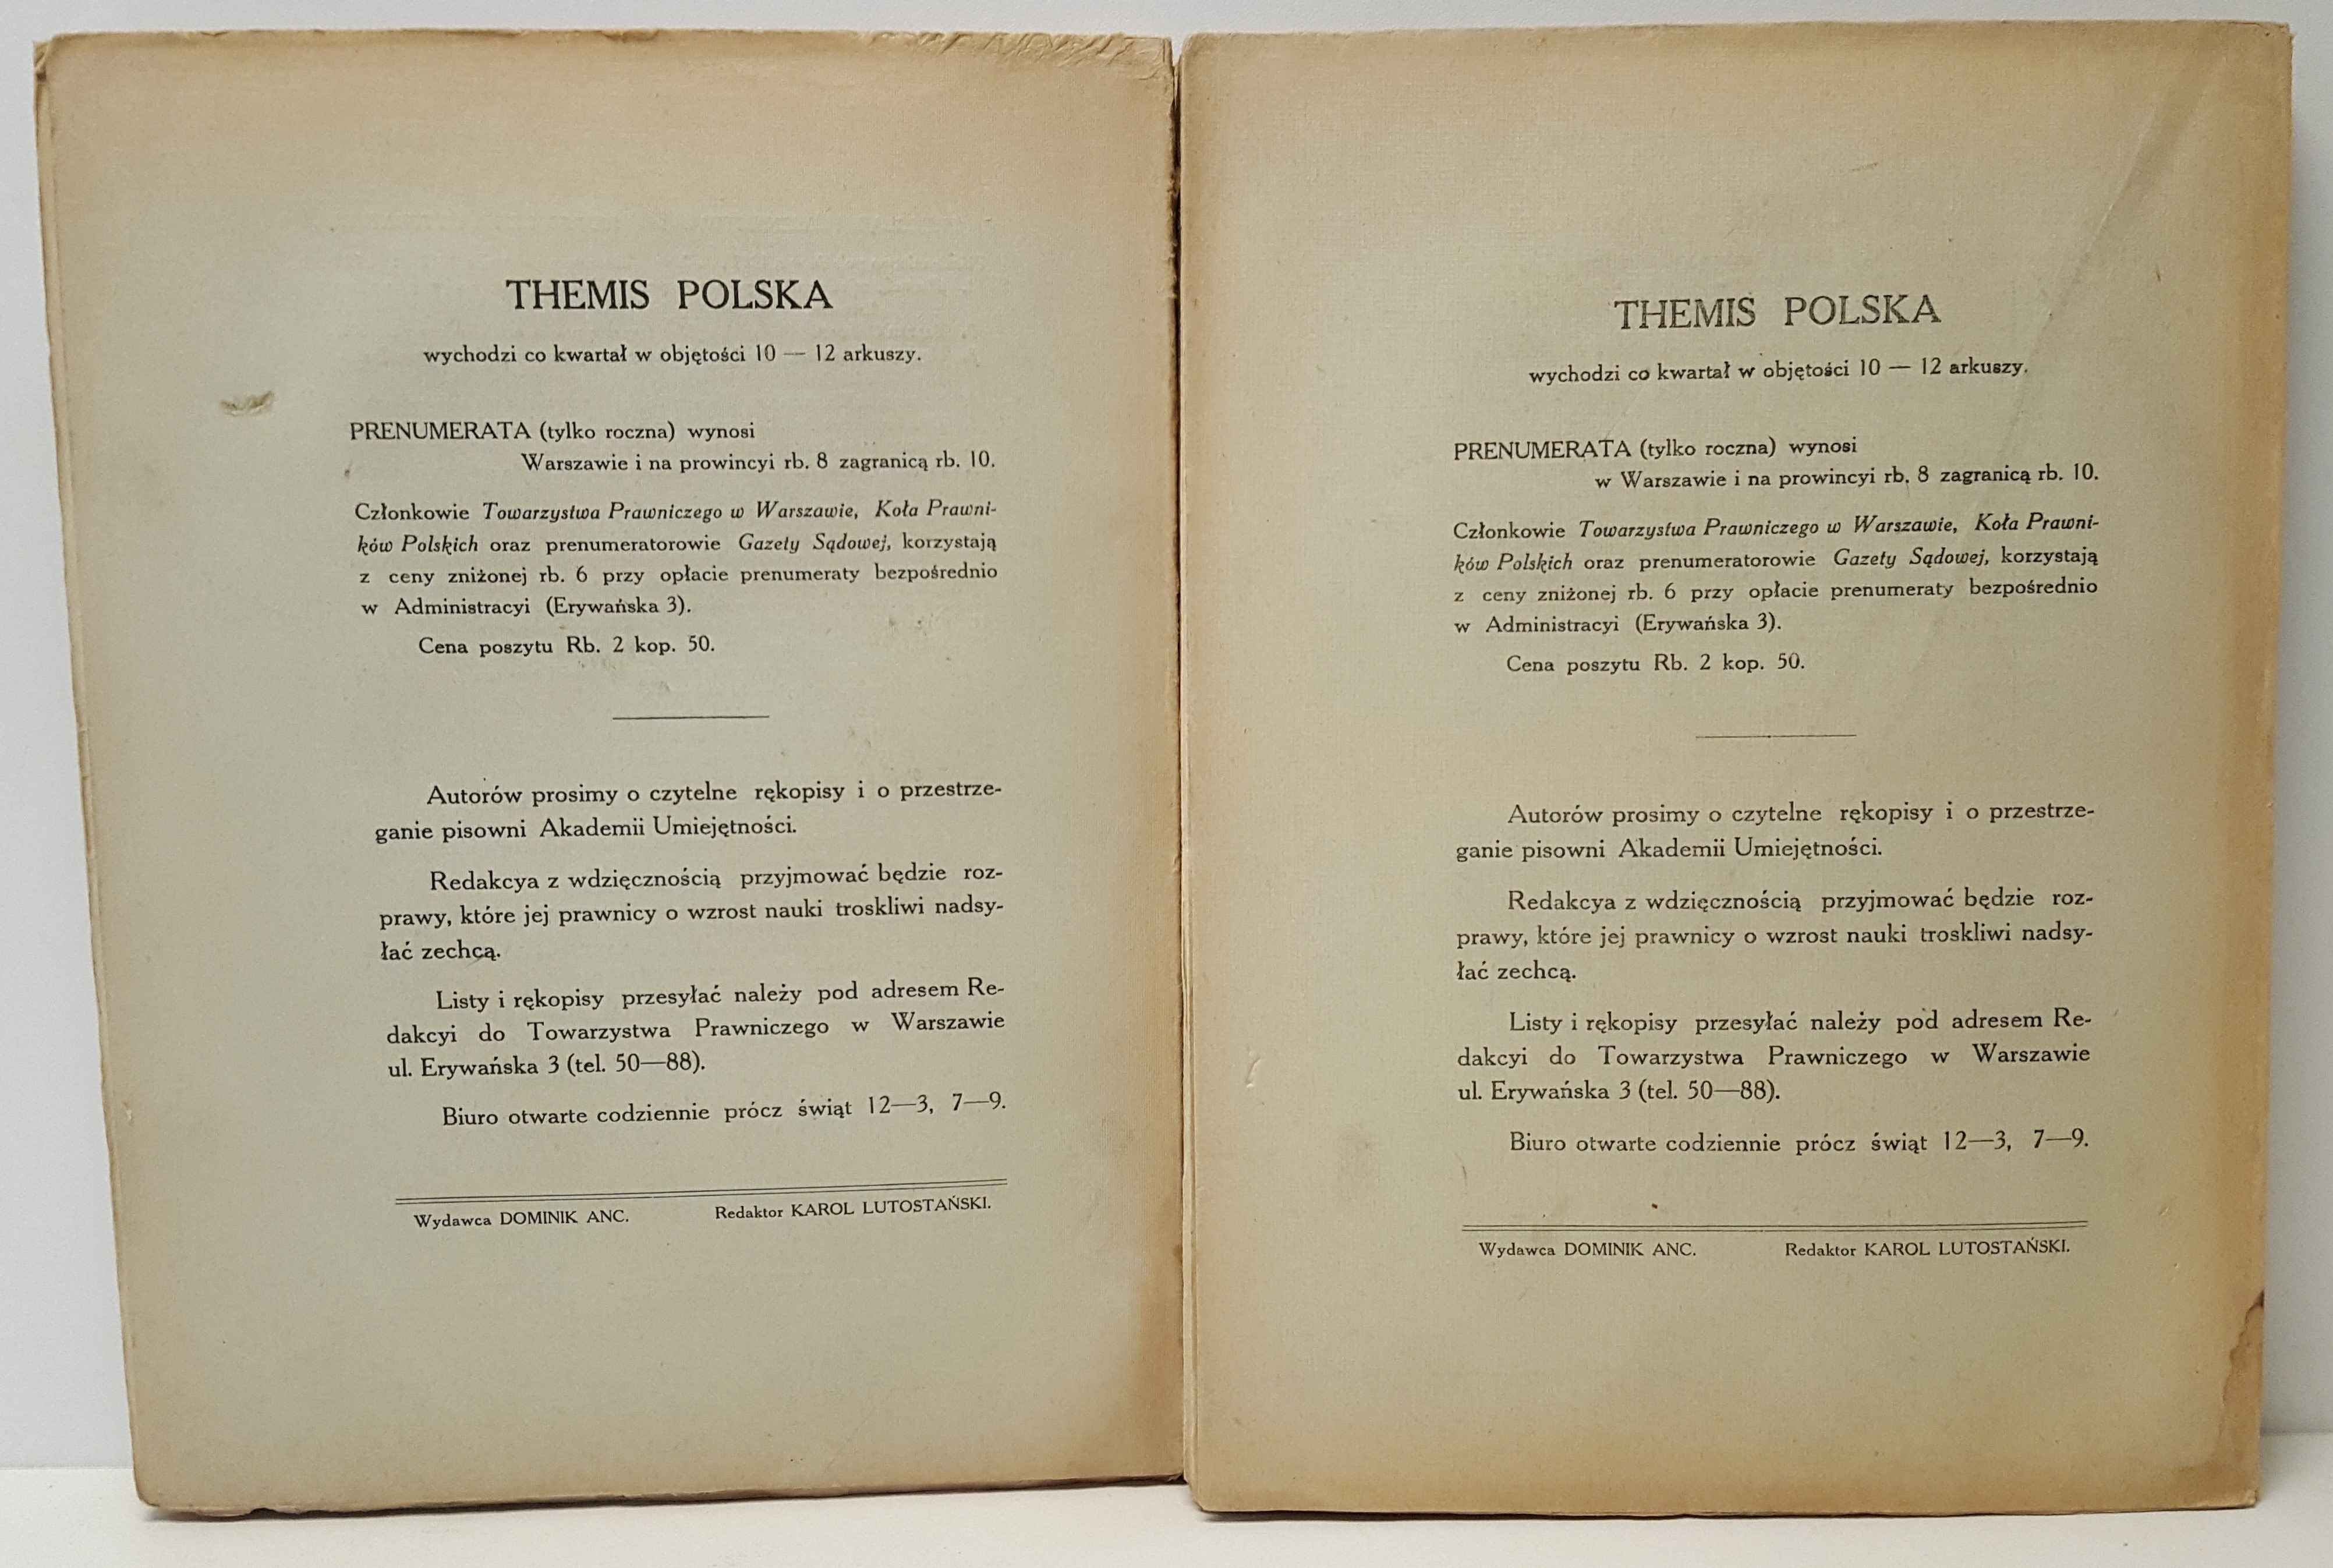 THEMIS POLSKA
wychodzi co kwartał w objętości 10 — 12 arkuszy.
PRENUMERATA (tylko roczna) wynosi
Warszawie i na prowincyi rb. 8 zagranicą rb. 10.
Członkowie Towarzystwa Prawniczego w Warszawie, Koła Prawni-
ków Polskich oraz prenumeratorowie Gazety Sądowej, korzystają
z ceny zniżonej rb. 6 przy opłacie prenumeraty bezpośrednio
w Administracyi (Erywańska 3).
Cena poszytu Rb. 2 kop. 50.
Autorów prosimy o czytelne rękopisy i o przestrze-
ganie pisowni Akademii Umiejętności.
Redakcya z wdzięcznością przyjmować będzie roz-
prawy, które jej prawnicy o wzrost nauki troskliwi nadsy-
łać zechcą.
Listy i rękopisy przesyłać należy pod adresem Re-
dakcyi do Towarzystwa Prawniczego w Warszawie
ul. Erywańska 3 (tel. 50—88).
Biuro otwarte codziennie prócz świąt 12—3, 7—9.
Wydawca DOMINIK ANC. Redaktor KAROL LUTOSTAŃSKI.
THEMIS POLSKA
wychodzi co kwartał w objętości 10 — 12 arkuszy.
PRENUMERATA (tylko roczna) wynosi
w Warszawie i na prowincyi rb. 8 zagranicą rb. 10.
Członkowie Towarzystwa Prawniczego w Warszawie, Koła Prawni-
ków Polskich oraz prenumeratorowie Gazety Sądowej, korzystają
z ceny zniżonej rb. 6 przy opłacie prenumeraty bezpośrednio
w Administracyi (Erywańska 3).
Cena poszytu Rb. 2 kop. 50.
Autorów prosimy o czytelne rękopisy i o przestrze-
ganie pisowni Akademii Umiejętności.
Redakcya z wdzięcznością przyjmować będzie roz-
prawy, które jej prawnicy o wzrost nauki troskliwi nadsy-
łać zechcą.
Listy i rękopisy przesyłać należy pod adresem Re-
dakcyi do Towarzystwa Prawniczego w Warszawie
ul. Erywańska 3 (tel. 50—88).
Biuro otwarte codziennie prócz świąt 12—3, 7—9.
Wydawca DOMINIK ANC. Redaktor KAROL LUTOSTAŃSKI.